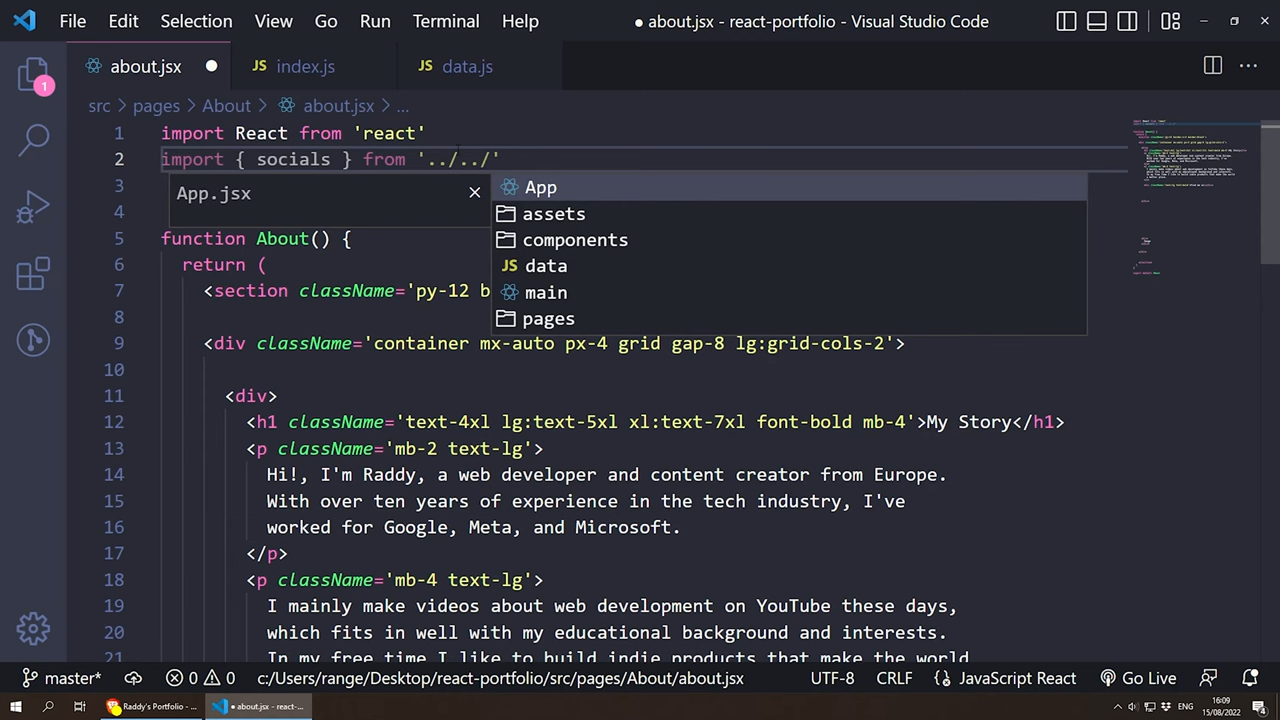 File Edit Selection View Go Run Terminal Help ● about.jsx - react-portfolio - Visual Studio Code
about.jsx ● JS index.js JS data.js
src > pages > About > about.jsx > ...
1
1 import React from 'react'
2 import { socials } from '../../'
3
App.jsx
App
assets
components
JS data
main
pages
4
5 function About() {
6 return (
7 <section className='py-12 b
8
9 <div className='container mx-auto px-4 grid gap-8 lg:grid-cols-2'>
10
11 <div>
12 <h1 className='text-4xl lg:text-5xl xl:text-7xl font-bold mb-4'>My Story</h1>
13 <p className='mb-2 text-lg'>
14 Hi!, I'm Raddy, a web developer and content creator from Europe.
15 With over ten years of experience in the tech industry, I've
16 worked for Google, Meta, and Microsoft.
17 </p>
18 <p className='mb-4 text-lg'>
19 I mainly make videos about web development on YouTube these days,
20 which fits in well with my educational background and interests.
21 In my free time I like to build indie products that make the world
master* 0 0 c:/Users/range/Desktop/react-portfolio/src/pages/About/about.jsx UTF-8 CRLF JavaScript React Go Live
Raddy's Portfolio - ... ● about.jsx - react-... 16:09
15/08/2022 4